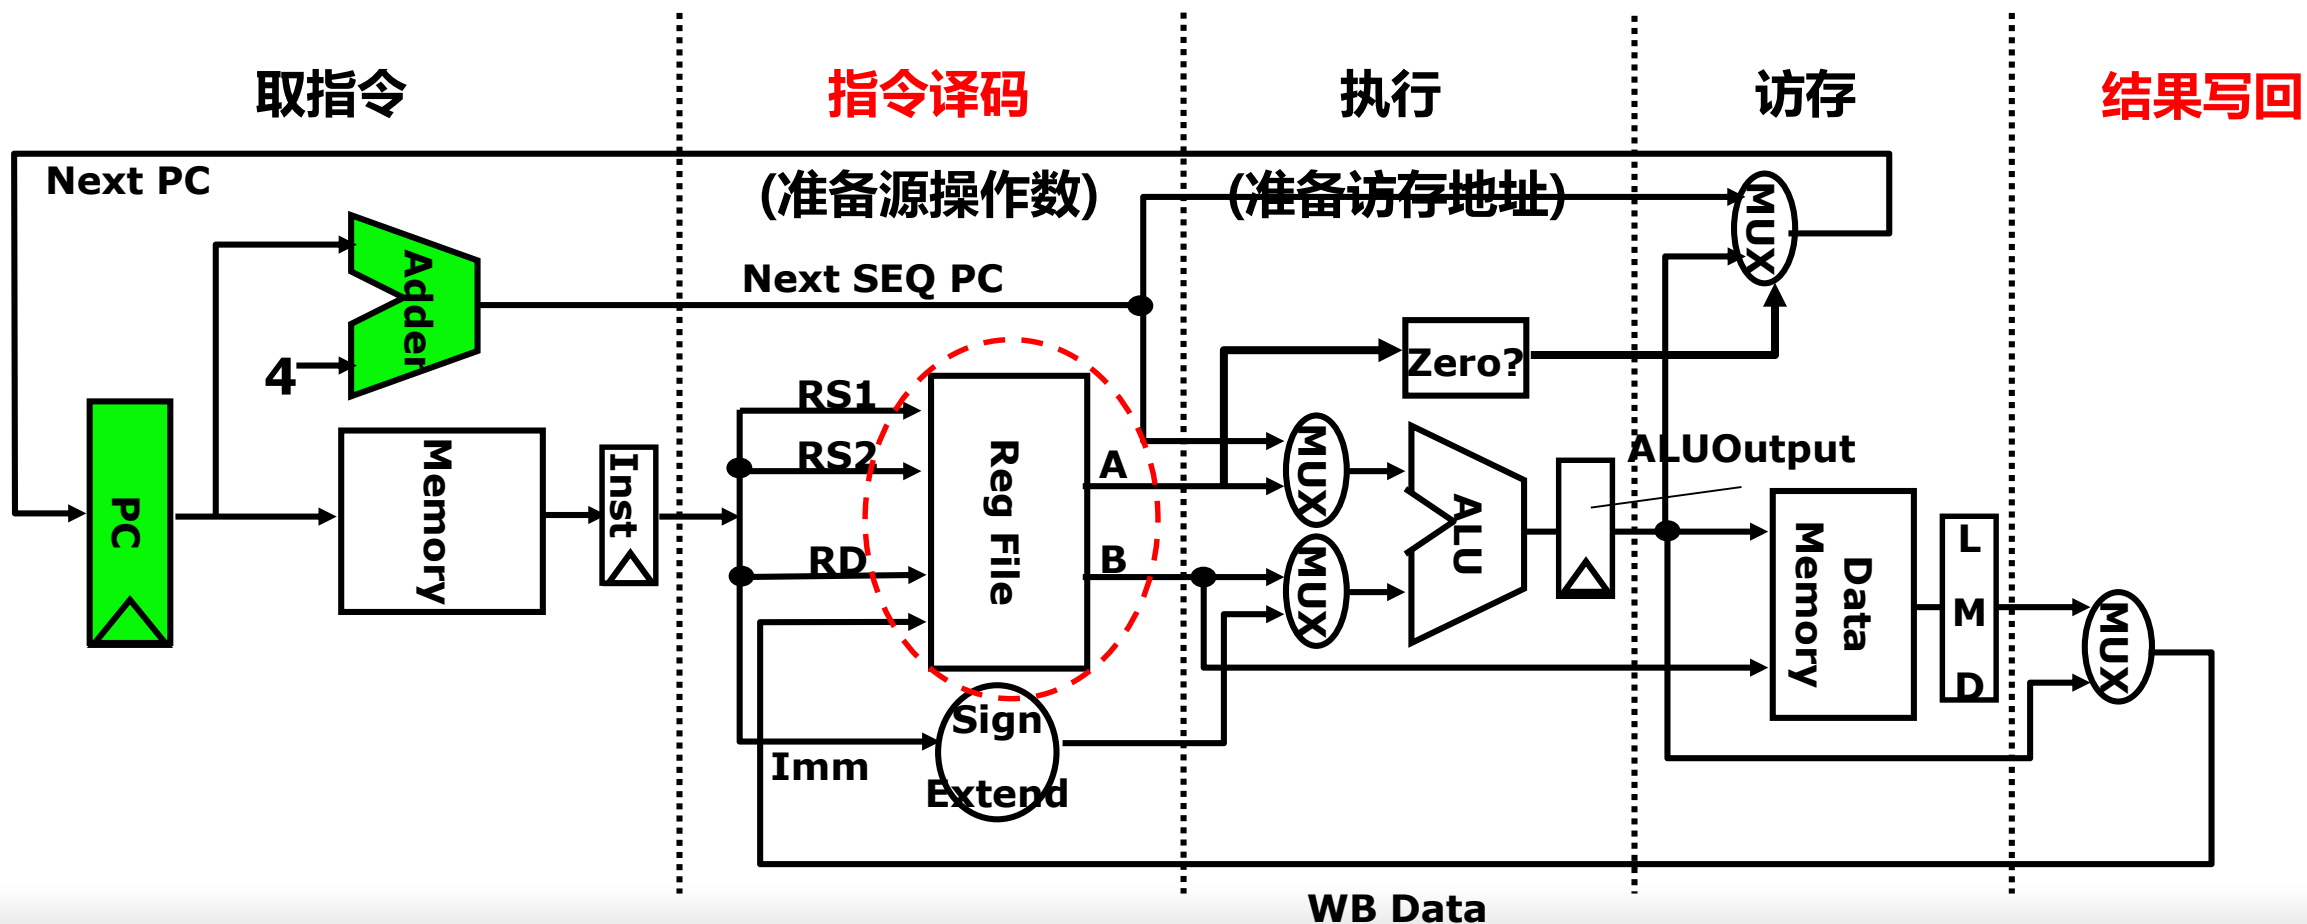 取指令
指令译码
执行
访存
结果写回
Next PC
(准备源操作数)
(准备访存地址)
MUX
Adder
Next SEQ PC
4
Zero?
RS1
RS2
RD
Reg File
A
B
MUX
MUX
ALU
ALUOutput
PC
Memory
Inst
Data
Memory
L
M
D
MUX
Sign
Extend
Imm
WB Data